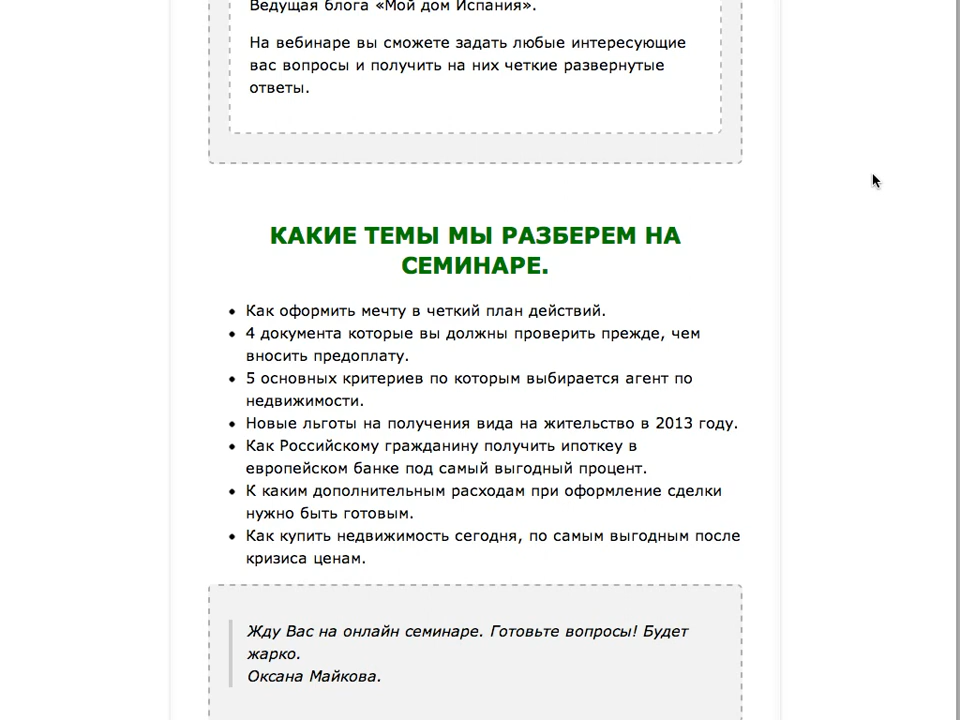 Ведущая блога «Мой дом Испания».
На вебинаре вы сможете задать любые интересующие
вас вопросы и получить на них четкие развернутые
ответы.
КАКИЕ ТЕМЫ МЫ РАЗБЕРЕМ НА
СЕМИНАРЕ.
• Как оформить мечту в четкий план действий.
• 4 документа которые вы должны проверить прежде, чем
вносить предоплату.
• 5 основных критериев по которым выбирается агент по
недвижимости.
• Новые льготы на получения вида на жительство в 2013 году.
• Как Российскому гражданину получить ипоткеу в
европейском банке под самый выгодный процент.
• К каким дополнительным расходам при оформление сделки
нужно быть готовым.
• Как купить недвижимость сегодня, по самым выгодным после
кризиса ценам.
Жду Вас на онлайн семинаре. Готовьте вопросы! Будет
жарко.
Оксана Майкова.